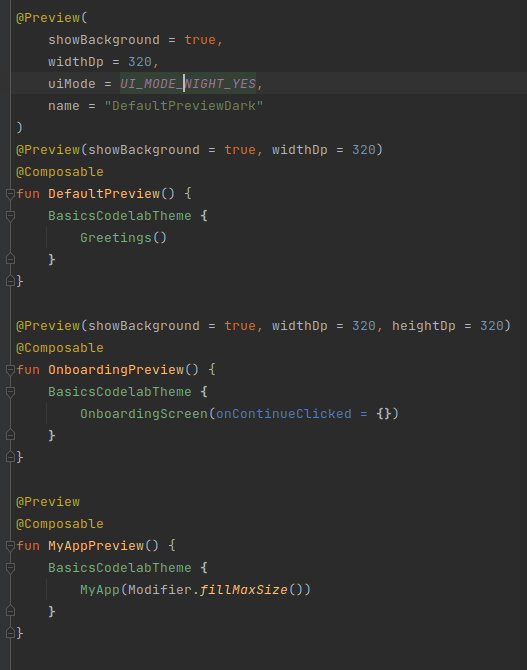 @Preview(
    showBackground = true,
    widthDp = 320,
    uiMode = UI_MODE_NIGHT_YES,
    name = "DefaultPreviewDark"
)
@Preview(showBackground = true, widthDp = 320)
@Composable
fun DefaultPreview() {
    BasicsCodelabTheme {
        Greetings()
    }
}

@Preview(showBackground = true, widthDp = 320, heightDp = 320)
@Composable
fun OnboardingPreview() {
    BasicsCodelabTheme {
        OnboardingScreen(onContinueClicked = {})
    }
}

@Preview
@Composable
fun MyAppPreview() {
    BasicsCodelabTheme {
        MyApp(Modifier.fillMaxSize())
    }
}